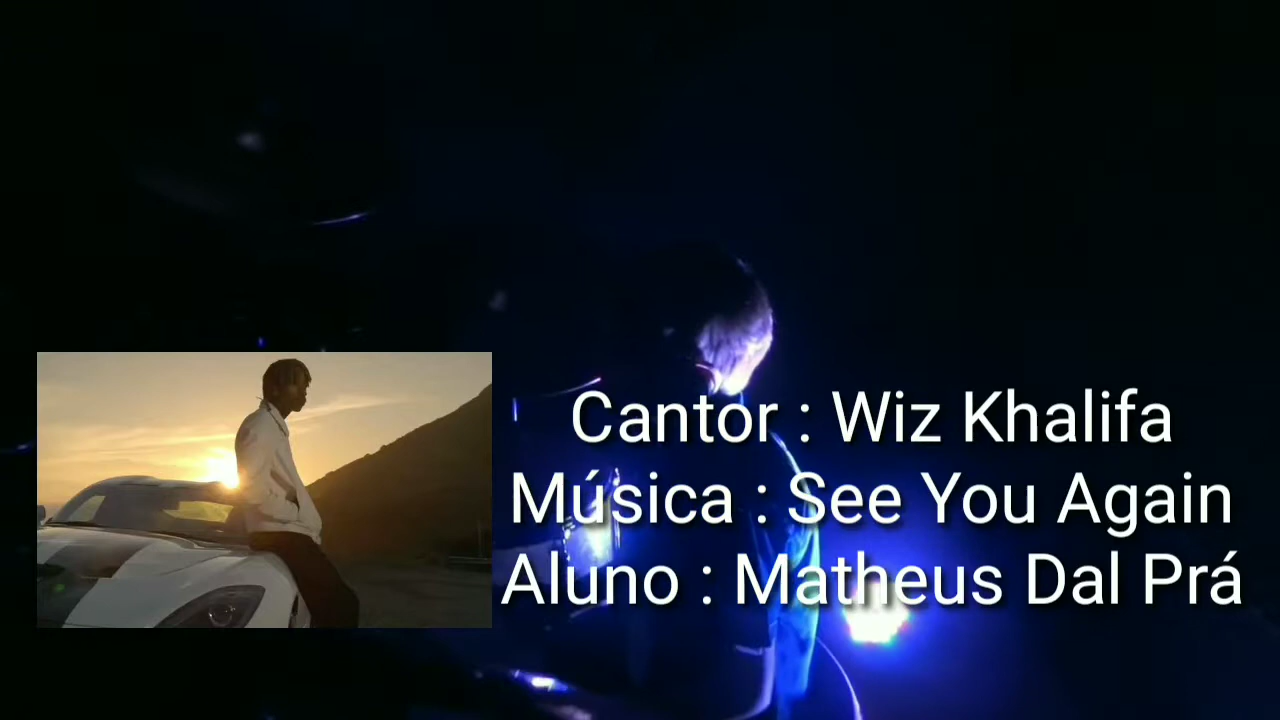 Cantor : Wiz Khalifa
Música : See You Again
Aluno : Matheus Dal Prá